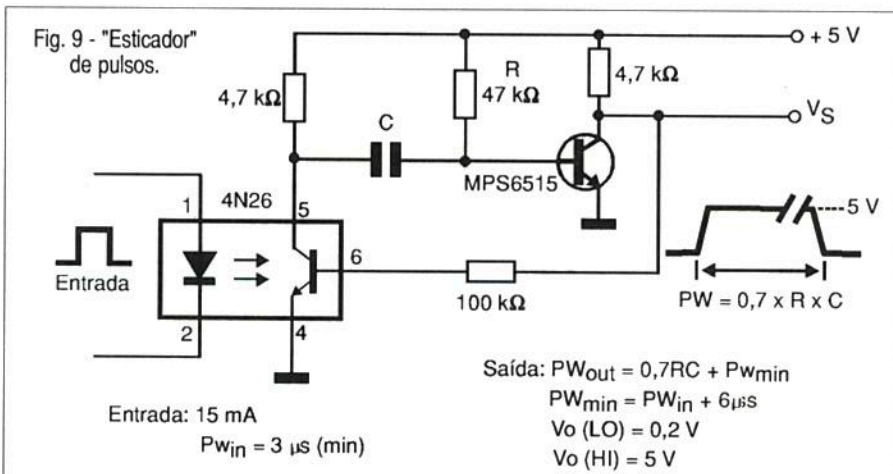 Fig. 9 - "Esticador"
de pulsos.
+ 5 V
4,7 kΩ
R
47 kΩ
4,7 kΩ
C
V_S
MPS6515
1
4N26
5
6
Entrada
2
4
100 kΩ
5 V
PW = 0,7 x R x C
Entrada: 15 mA
Pw_in = 3 µs (min)
Saída: PW_out = 0,7RC + Pw_min
PW_min = PW_in + 6µs
Vo (LO) = 0,2 V
Vo (HI) = 5 V